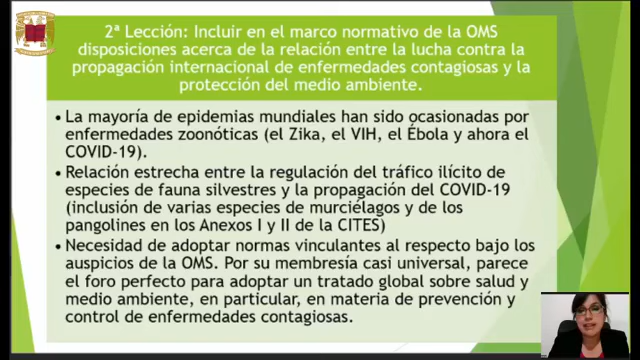 2ª Lección: Incluir en el marco normativo de la OMS
disposiciones acerca de la relación entre la lucha contra la
propagación internacional de enfermedades contagiosas y la
protección del medio ambiente.
• La mayoría de epidemias mundiales han sido ocasionadas por
enfermedades zoonóticas (el Zika, el VIH, el Ébola y ahora el
COVID-19).
• Relación estrecha entre la regulación del tráfico ilícito de
especies de fauna silvestres y la propagación del COVID-19
(inclusión de varias especies de murciélagos y de los
pangolines en los Anexos I y II de la CITES)
• Necesidad de adoptar normas vinculantes al respecto bajo los
auspicios de la OMS. Por su membresía casi universal, parece
el foro perfecto para adoptar un tratado global sobre salud y
medio ambiente, en particular, en materia de prevención y
control de enfermedades contagiosas.